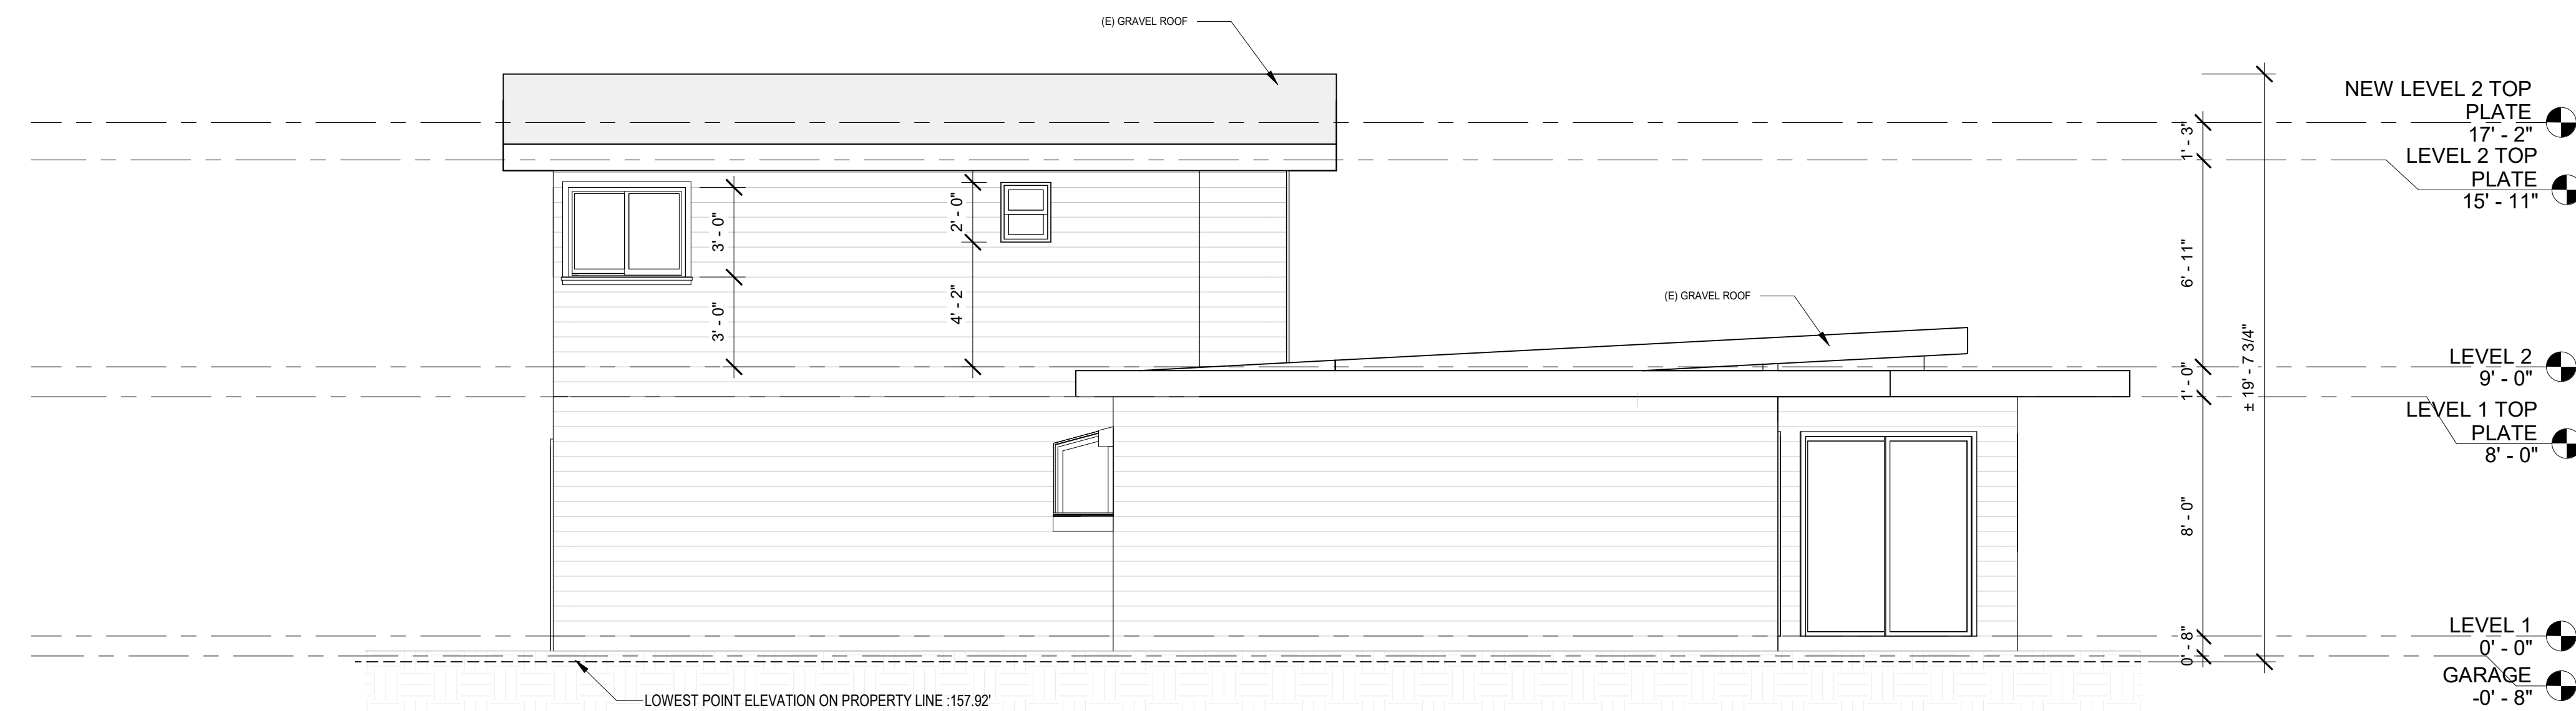 (E) GRAVEL ROOF
NEW LEVEL 2 TOP
PLATE
17' - 2"
LEVEL 2 TOP
PLATE
15' - 11"
1' - 3"
3' - 0"
2' - 0"
6' - 11"
(E) GRAVEL ROOF
3' - 0"
4' - 2"
± 19' - 7 3/4"
LEVEL 2
9' - 0"
1' - 0"
LEVEL 1 TOP
PLATE
8' - 0"
8' - 0"
LEVEL 1
0' - 0"
0' - 8"
GARAGE
-0' - 8"
LOWEST POINT ELEVATION ON PROPERTY LINE :157.92'